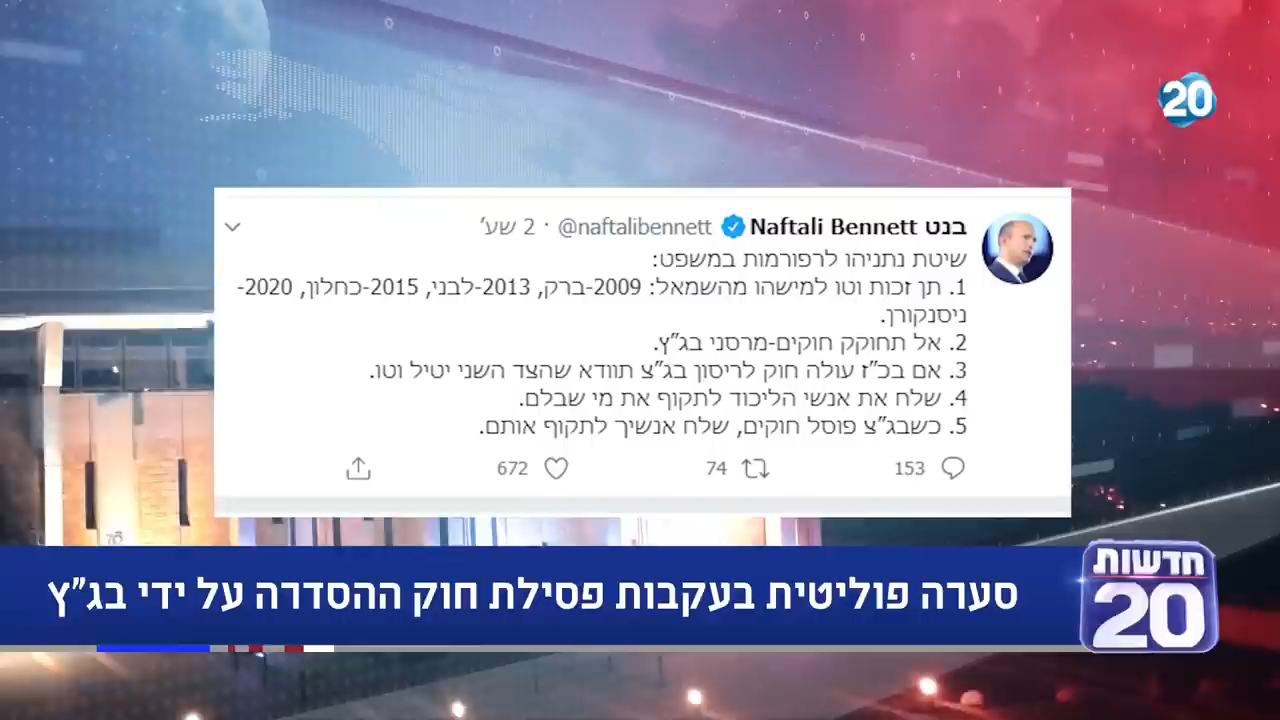 20
בנט Naftali Bennett @naftalibennett · 2 שע׳
שיטת נתניהו לרפורמות במשפט:
1. תן זכות וטו למישהו מהשמאל: 2009-ברק, 2013-לבני, 2015-כחלון, 2020-
ניסנקורן.
2. אל תחוקק חוקים-מרסני בג"ץ.
3. אם בכ"ז עולה חוק לריסון בג"צ תוודא שהצד השני יטיל וטו.
4. שלח את אנשי הליכוד לתקוף את מי שבלם.
5. כשבג"צ פוסל חוקים, שלח אנשיך לתקוף אותם.
153 74 672
חדשות
20
סערה פוליטית בעקבות פסילת חוק ההסדרה על ידי בג"ץ